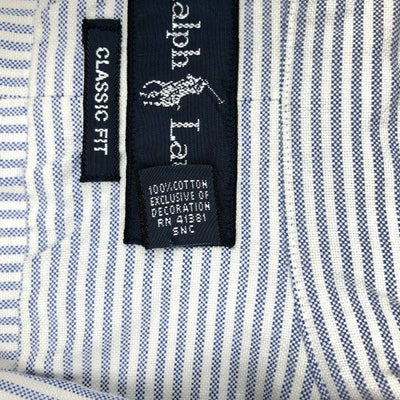 CLASSIC FIT
alph La
100% COTTON
EXCLUSIVE OF
DECORATION
RN 41381
SNC